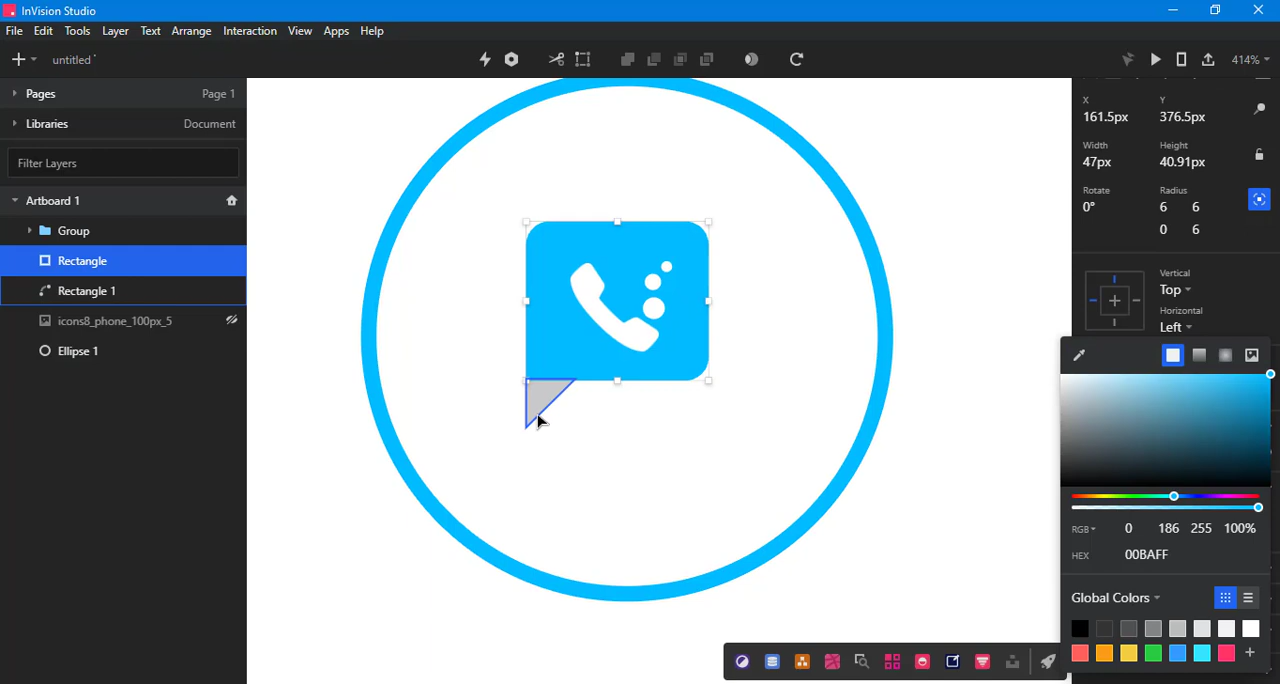 InVision Studio
File Edit Tools Layer Text Arrange Interaction View Apps Help
untitled* 414%
Pages Page 1
Libraries Document
Filter Layers
Artboard 1
Group
Rectangle
Rectangle 1
icons8_phone_100px_5
Ellipse 1
X Y
161.5px 376.5px
Width Height
47px 40.91px
Rotate Radius
0° 6 6
0 6
Vertical
Top
Horizontal
Left
RGB 0 186 255 100%
HEX 00BAFF
Global Colors